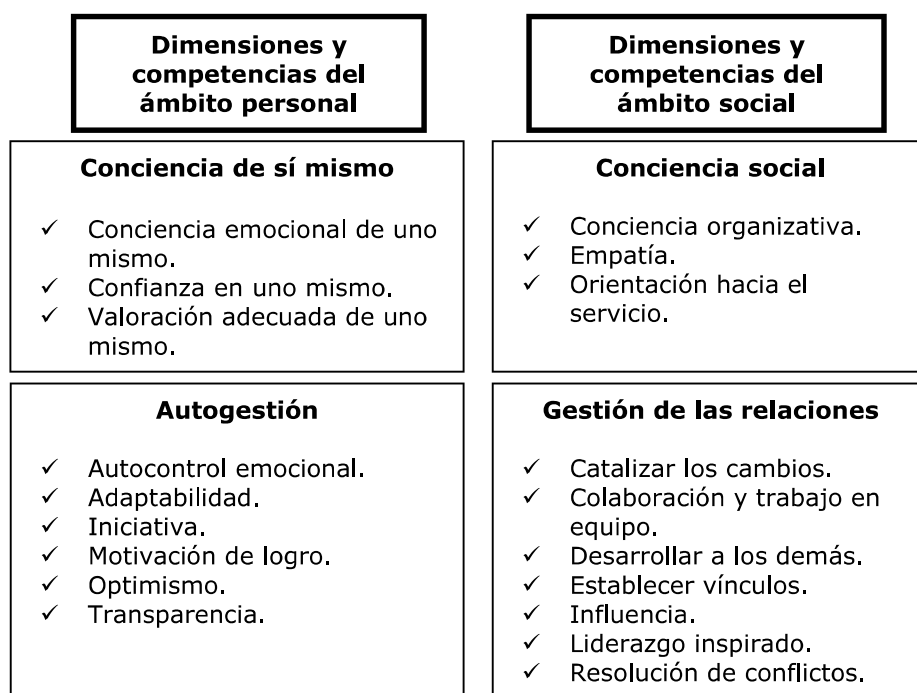 Dimensiones y
competencias del
ámbito personal
Dimensiones y
competencias del
ámbito social
Conciencia de sí mismo
✓ Conciencia emocional de uno
mismo.
✓ Confianza en uno mismo.
✓ Valoración adecuada de uno
mismo.
Conciencia social
✓ Conciencia organizativa.
✓ Empatía.
✓ Orientación hacia el
servicio.
Autogestión
✓ Autocontrol emocional.
✓ Adaptabilidad.
✓ Iniciativa.
✓ Motivación de logro.
✓ Optimismo.
✓ Transparencia.
Gestión de las relaciones
✓ Catalizar los cambios.
✓ Colaboración y trabajo en
equipo.
✓ Desarrollar a los demás.
✓ Establecer vínculos.
✓ Influencia.
✓ Liderazgo inspirado.
✓ Resolución de conflictos.